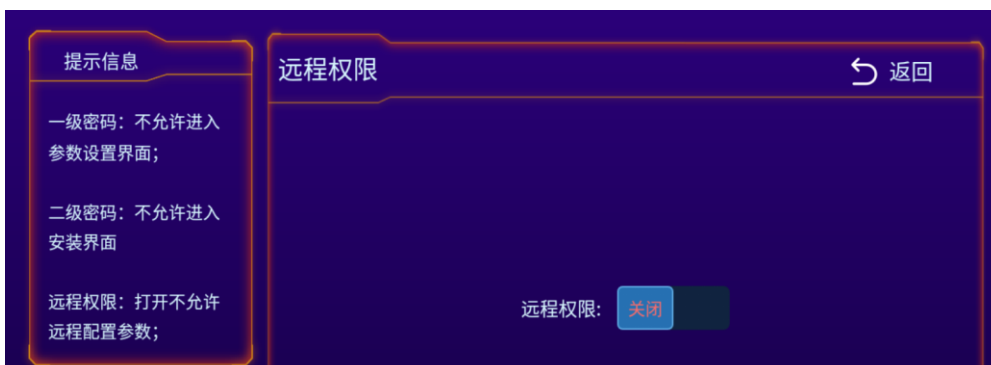 提示信息
一级密码：不允许进入
参数设置界面；
二级密码：不允许进入
安装界面
远程权限：打开不允许
远程配置参数；
远程权限
返回
远程权限:
关闭